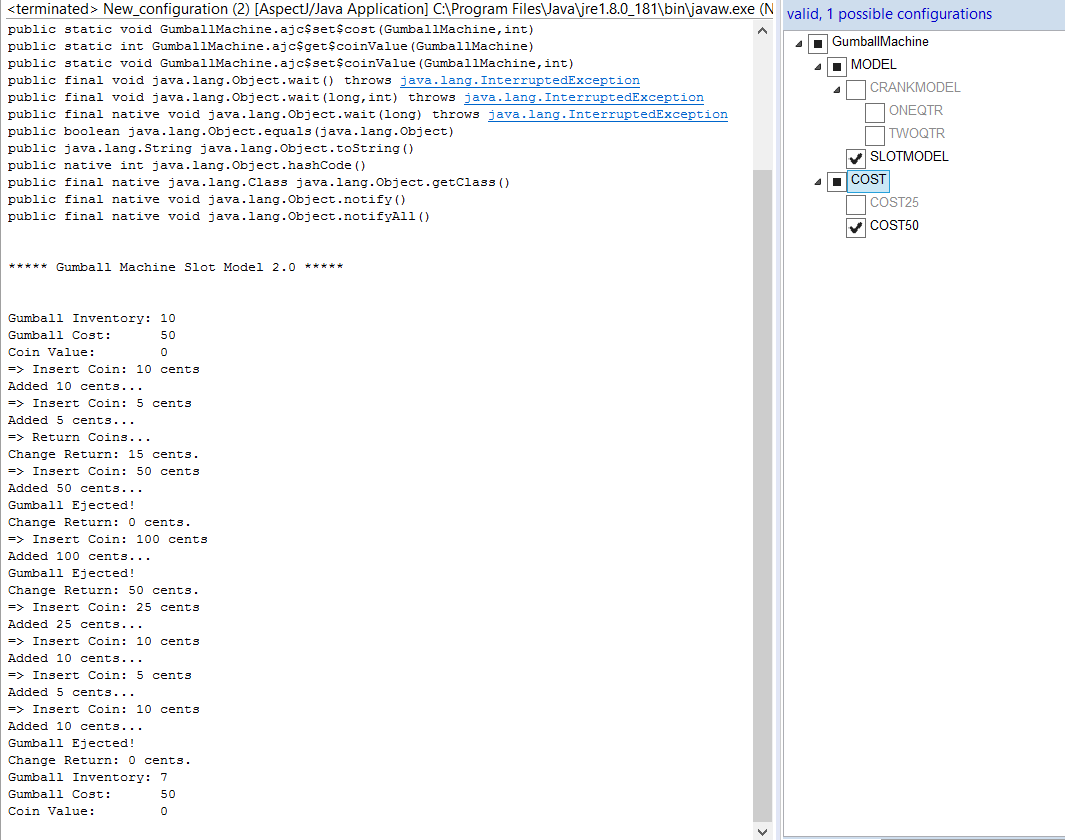 <terminated> New_configuration (2) [AspectJ/Java Application] C:\Program Files\Java\jre1.8.0_181\bin\javaw.exe (N
public static void GumballMachine.ajc$set$cost(GumballMachine,int)
public static int GumballMachine.ajc$get$coinValue(GumballMachine)
public static void GumballMachine.ajc$set$coinValue(GumballMachine,int)
public final void java.lang.Object.wait() throws java.lang.InterruptedException
public final void java.lang.Object.wait(long,int) throws java.lang.InterruptedException
public final native void java.lang.Object.wait(long) throws java.lang.InterruptedException
public boolean java.lang.Object.equals(java.lang.Object)
public java.lang.String java.lang.Object.toString()
public native int java.lang.Object.hashCode()
public final native java.lang.Class java.lang.Object.getClass()
public final native void java.lang.Object.notify()
public final native void java.lang.Object.notifyAll()
***** Gumball Machine Slot Model 2.0 *****
Gumball Inventory: 10
Gumball Cost:      50
Coin Value:        0
=> Insert Coin: 10 cents
Added 10 cents...
=> Insert Coin: 5 cents
Added 5 cents...
=> Return Coins...
Change Return: 15 cents.
=> Insert Coin: 50 cents
Added 50 cents...
Gumball Ejected!
Change Return: 0 cents.
=> Insert Coin: 100 cents
Added 100 cents...
Gumball Ejected!
Change Return: 50 cents.
=> Insert Coin: 25 cents
Added 25 cents...
=> Insert Coin: 10 cents
Added 10 cents...
=> Insert Coin: 5 cents
Added 5 cents...
=> Insert Coin: 10 cents
Added 10 cents...
Gumball Ejected!
Change Return: 0 cents.
Gumball Inventory: 7
Gumball Cost:      50
Coin Value:        0
valid, 1 possible configurations
GumballMachine
MODEL
CRANKMODEL
ONEQTR
TWOQTR
SLOTMODEL
COST
COST25
COST50